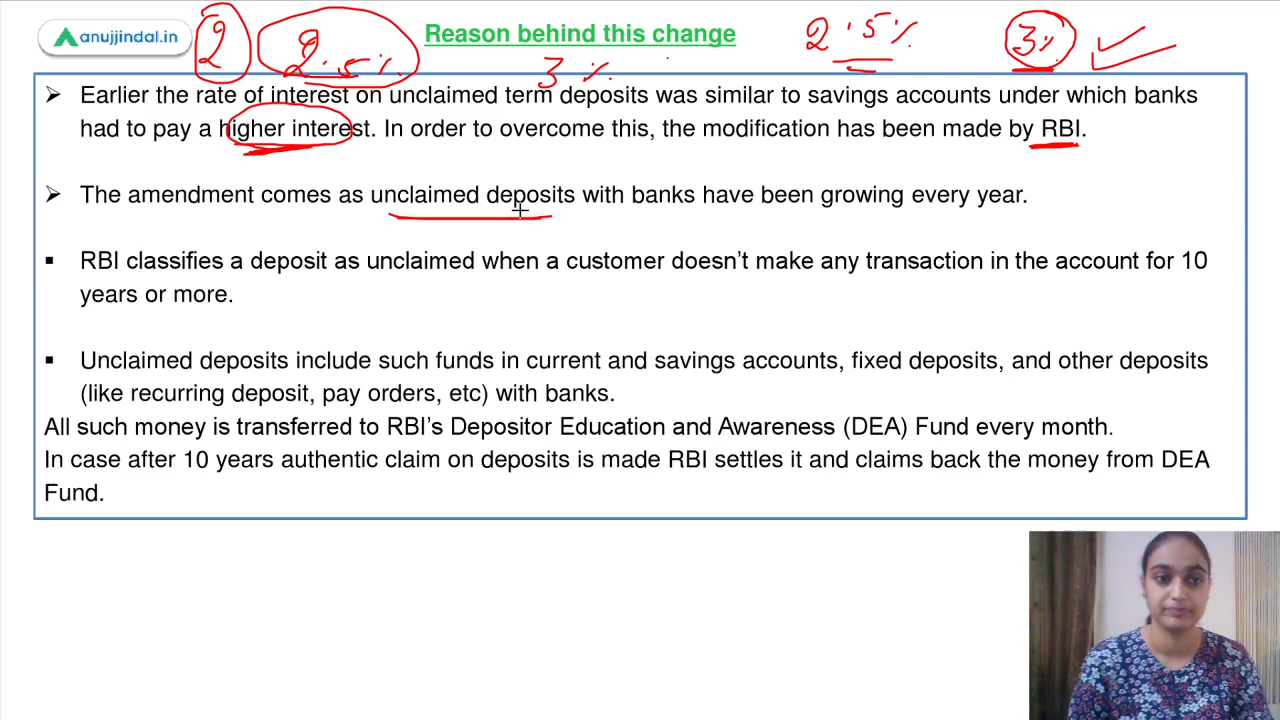 anujjindal.in
2
2.5%
Reason behind this change
3%
2.5%
3%
Earlier the rate of interest on unclaimed term deposits was similar to savings accounts under which banks
had to pay a higher interest. In order to overcome this, the modification has been made by RBI.
The amendment comes as unclaimed deposits with banks have been growing every year.
RBI classifies a deposit as unclaimed when a customer doesn't make any transaction in the account for 10
years or more.
Unclaimed deposits include such funds in current and savings accounts, fixed deposits, and other deposits
(like recurring deposit, pay orders, etc) with banks.
All such money is transferred to RBI's Depositor Education and Awareness (DEA) Fund every month.
In case after 10 years authentic claim on deposits is made RBI settles it and claims back the money from DEA
Fund.